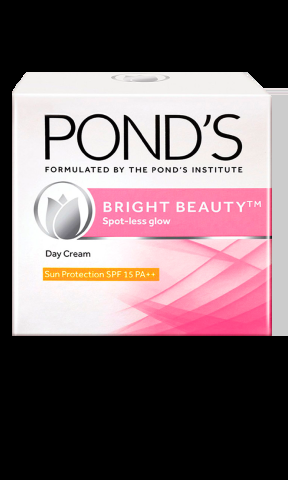 POND'S
FORMULATED BY THE POND'S INSTITUTE
BRIGHT BEAUTY™
Spot-less glow
Day Cream
Sun Protection SPF 15 PA++